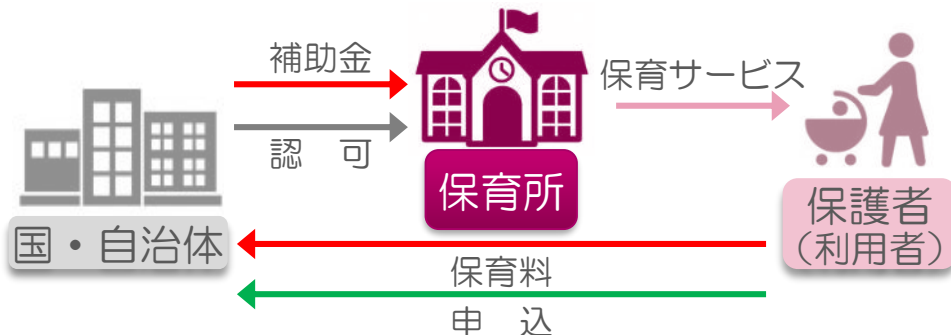 補助金
認　可
保育サービス
保育所
国・自治体
保護者
（利用者）
保育料
申　込